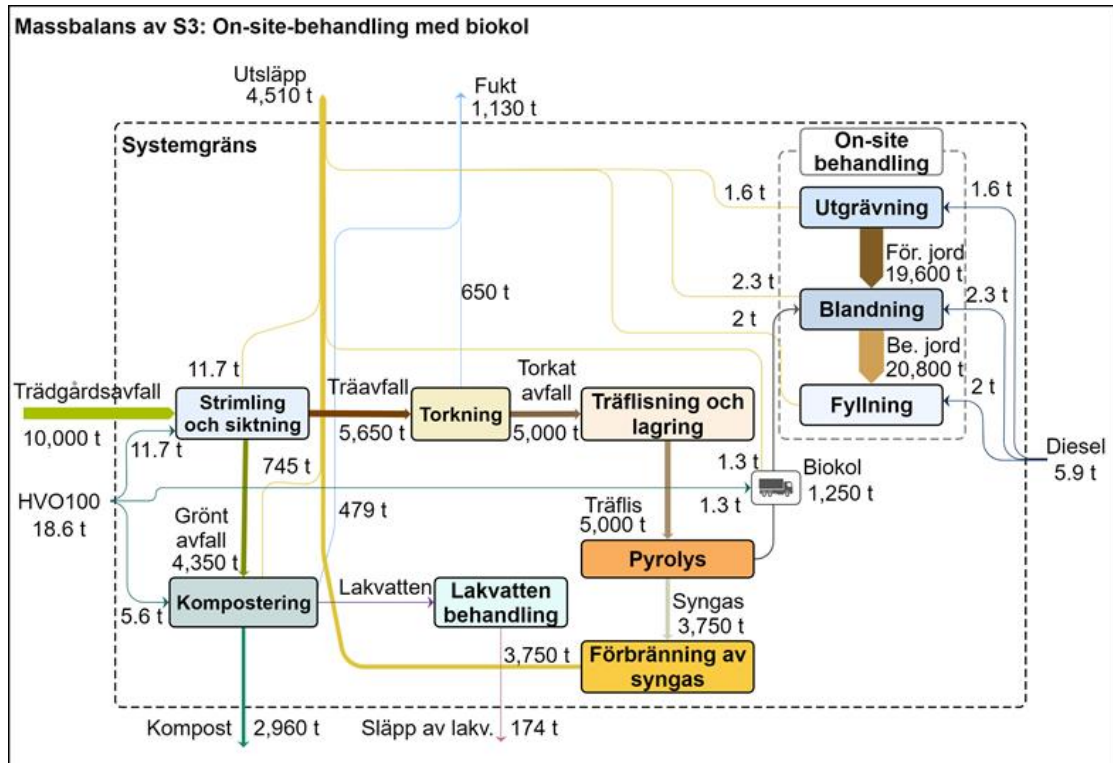 Massbalans av S3: On-site-behandling med biokol
Utsläpp
4,510 t
Fukt
1,130 t
Systemgräns
On-site
behandling
1.6 t
Utgrävning
1.6 t
För. jord
19,600 t
650 t
2.3 t
Blandning
2.3 t
2 t
Be. jord
20,800 t
11.7 t
Trädgårdsavfall
10,000 t
Strimling
och siktning
Träavfall
5,650 t
Torkning
Torkat
avfall
5,000 t
Träflisning och
lagring
Fyllning
2 t
11.7 t
745 t
1.3 t
Biokol
1,250 t
Diesel
5.9 t
HVO100
18.6 t
479 t
1.3 t
Grönt
avfall
4,350 t
Träflis
5,000 t
Pyrolys
5.6 t
Kompostering
Lakvatten
Lakvatten
behandling
Syngas
3,750 t
3,750 t
Förbränning av
syngas
Kompost
2,960 t
Släpp av lakv.
174 t